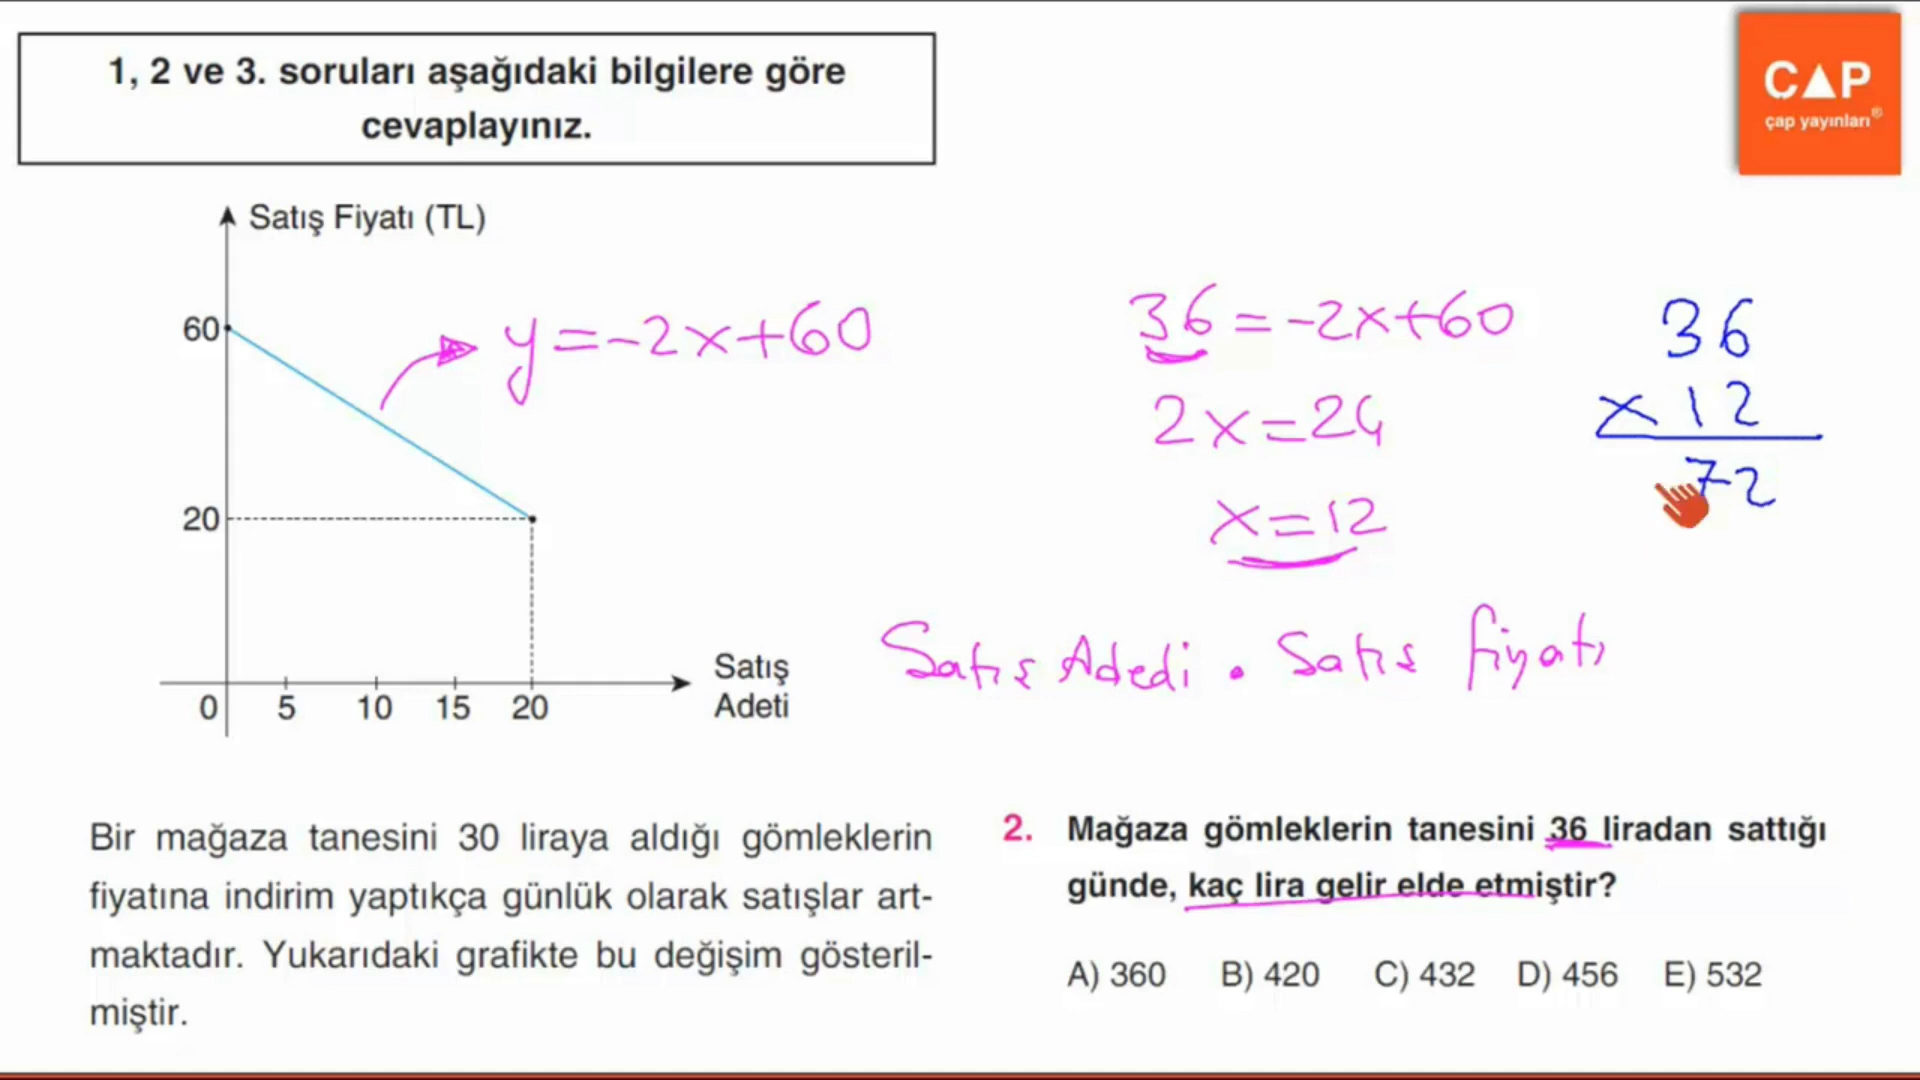 1, 2 ve 3. soruları aşağıdaki bilgilere göre
cevaplayınız.
ÇAP
çap yayınları®
Satış Fiyatı (TL)
60
20
0 5 10 15 20
Satış
Adeti
y=-2x+60
36=-2x+60
2x=24
x=12
36
x 12
72
Satış Adedi . Satış fiyatı
Bir mağaza tanesini 30 liraya aldığı gömleklerin
fiyatına indirim yaptıkça günlük olarak satışlar art-
maktadır. Yukarıdaki grafikte bu değişim gösteril-
miştir.
2. Mağaza gömleklerin tanesini 36 liradan sattığı
günde, kaç lira gelir elde etmiştir?
A) 360 B) 420 C) 432 D) 456 E) 532